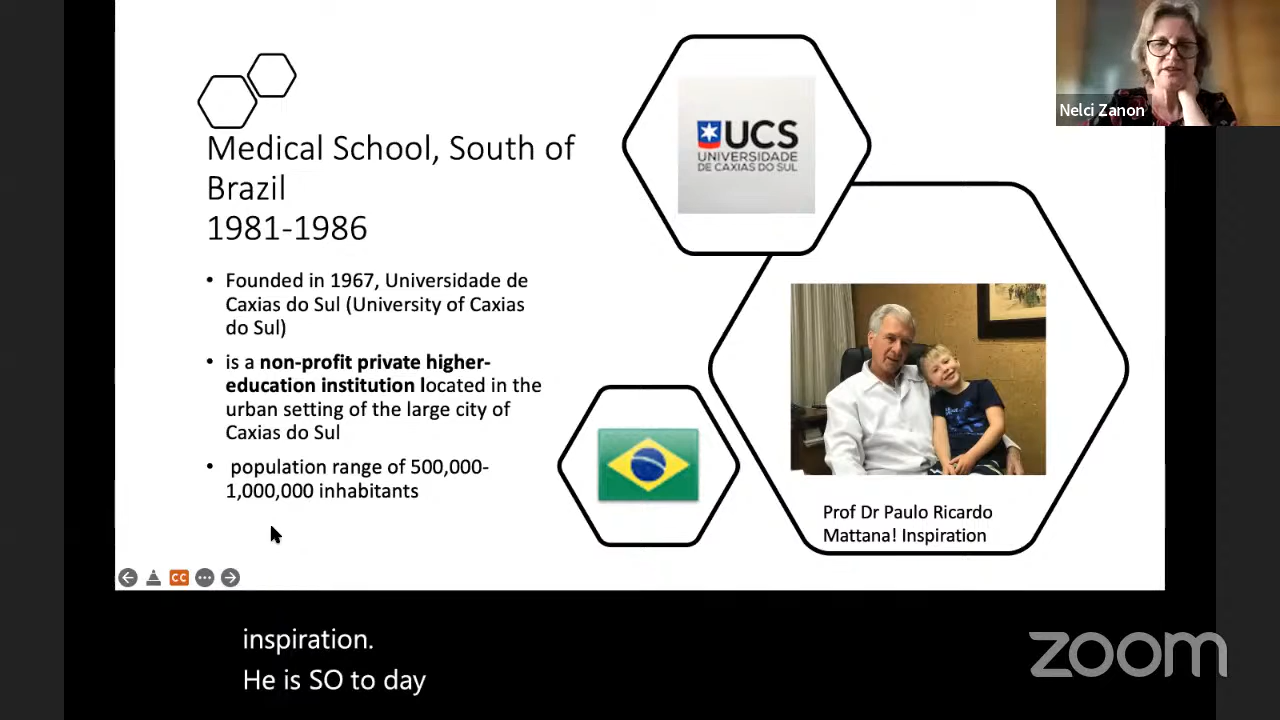 Medical School, South of
Brazil
1981-1986
• Founded in 1967, Universidade de
Caxias do Sul (University of Caxias
do Sul)
• is a non-profit private higher-
education institution located in the
urban setting of the large city of
Caxias do Sul
• population range of 500,000-
1,000,000 inhabitants
UCS
UNIVERSIDADE
DE CAXIAS DO SUL
Prof Dr Paulo Ricardo
Mattana! Inspiration
Nelci Zanon
CC
inspiration.
He is SO to day
zoom